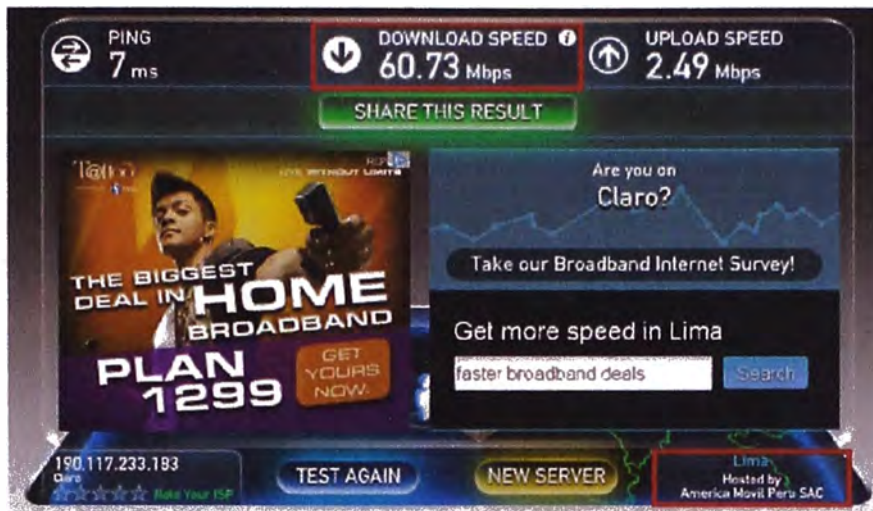 PING
7 ms
DOWNLOAD SPEED i
60.73 Mbps
UPLOAD SPEED
2.49 Mbps
SHARE THIS RESULT
WITHOUT LIMITS
THE BIGGEST
DEAL IN HOME
BROADBAND
PLAN
1299
GET
YOURS
NOW.
Are you on
Claro?
Take our Broadband Internet Survey!
Get more speed in Lima
faster broadband deals
Search
190.117.233.193
Claro
Rate Your ISP
TEST AGAIN
NEW SERVER
Lima
Hosted by
America Movil Peru SAC